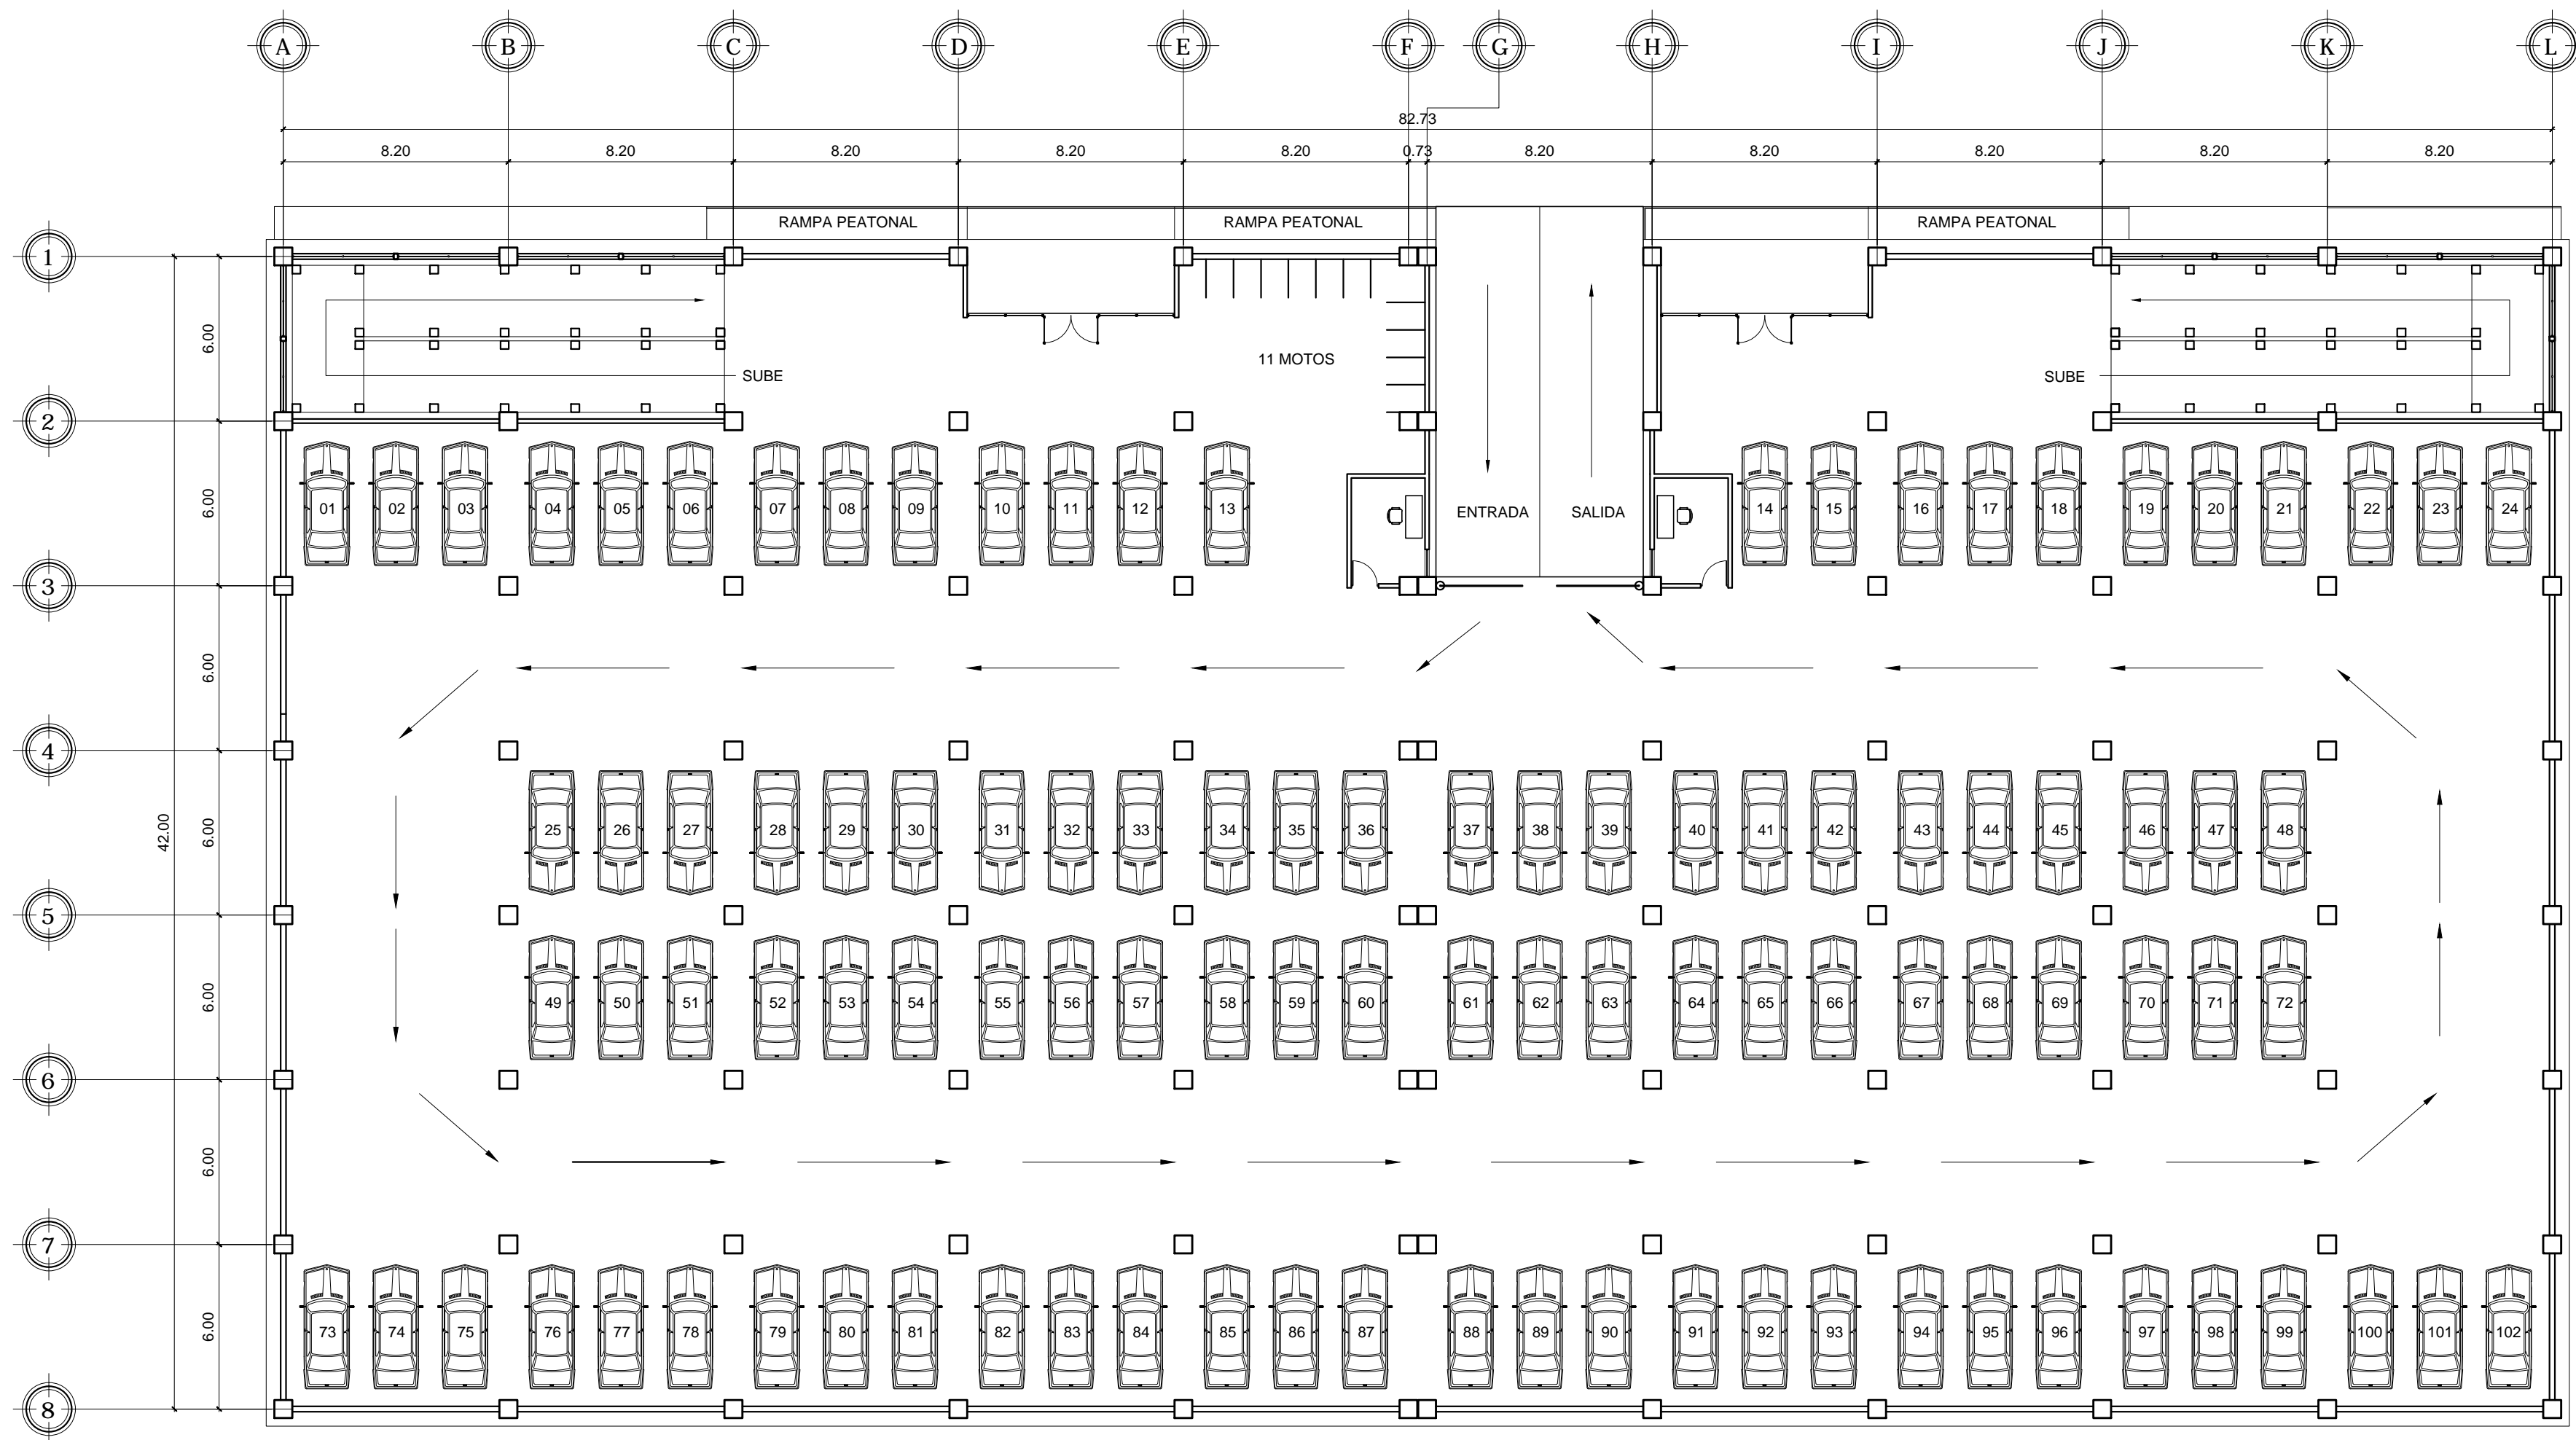 A B C D E F G H I J K L
82.73
8.20 8.20 8.20 8.20 8.20 0.73 8.20 8.20 8.20 8.20 8.20
RAMPA PEATONAL RAMPA PEATONAL RAMPA PEATONAL
1
6.00
11 MOTOS
SUBE SUBE
2
6.00
01 02 03 04 05 06 07 08 09 10 11 12 13 14 15 16 17 18 19 20 21 22 23 24
ENTRADA SALIDA
3
6.00
4
42.00
6.00
25 26 27 28 29 30 31 32 33 34 35 36 37 38 39 40 41 42 43 44 45 46 47 48
5
6.00
49 50 51 52 53 54 55 56 57 58 59 60 61 62 63 64 65 66 67 68 69 70 71 72
6
6.00
7
6.00
73 74 75 76 77 78 79 80 81 82 83 84 85 86 87 88 89 90 91 92 93 94 95 96 97 98 99 100 101 102
8